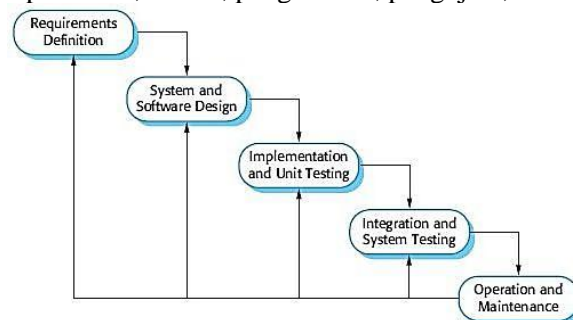 Requirements
Definition
System and
Software Design
Implementation
and Unit Testing
Integration and
System Testing
Operation and
Maintenance